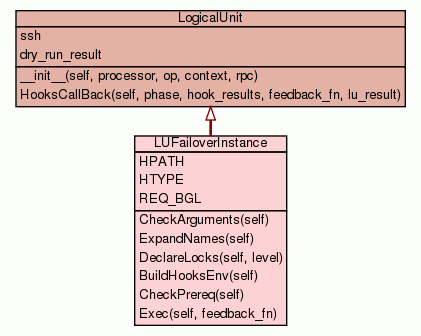 LogicalUnit
ssh
dry_run_result
__init__(self, processor, op, context, rpc)
HooksCallBack(self, phase, hook_results, feedback_fn, lu_result)
LUFailoverInstance
HPATH
HTYPE
REQ_BGL
CheckArguments(self)
ExpandNames(self)
DeclareLocks(self, level)
BuildHooksEnv(self)
CheckPrereq(self)
Exec(self, feedback_fn)